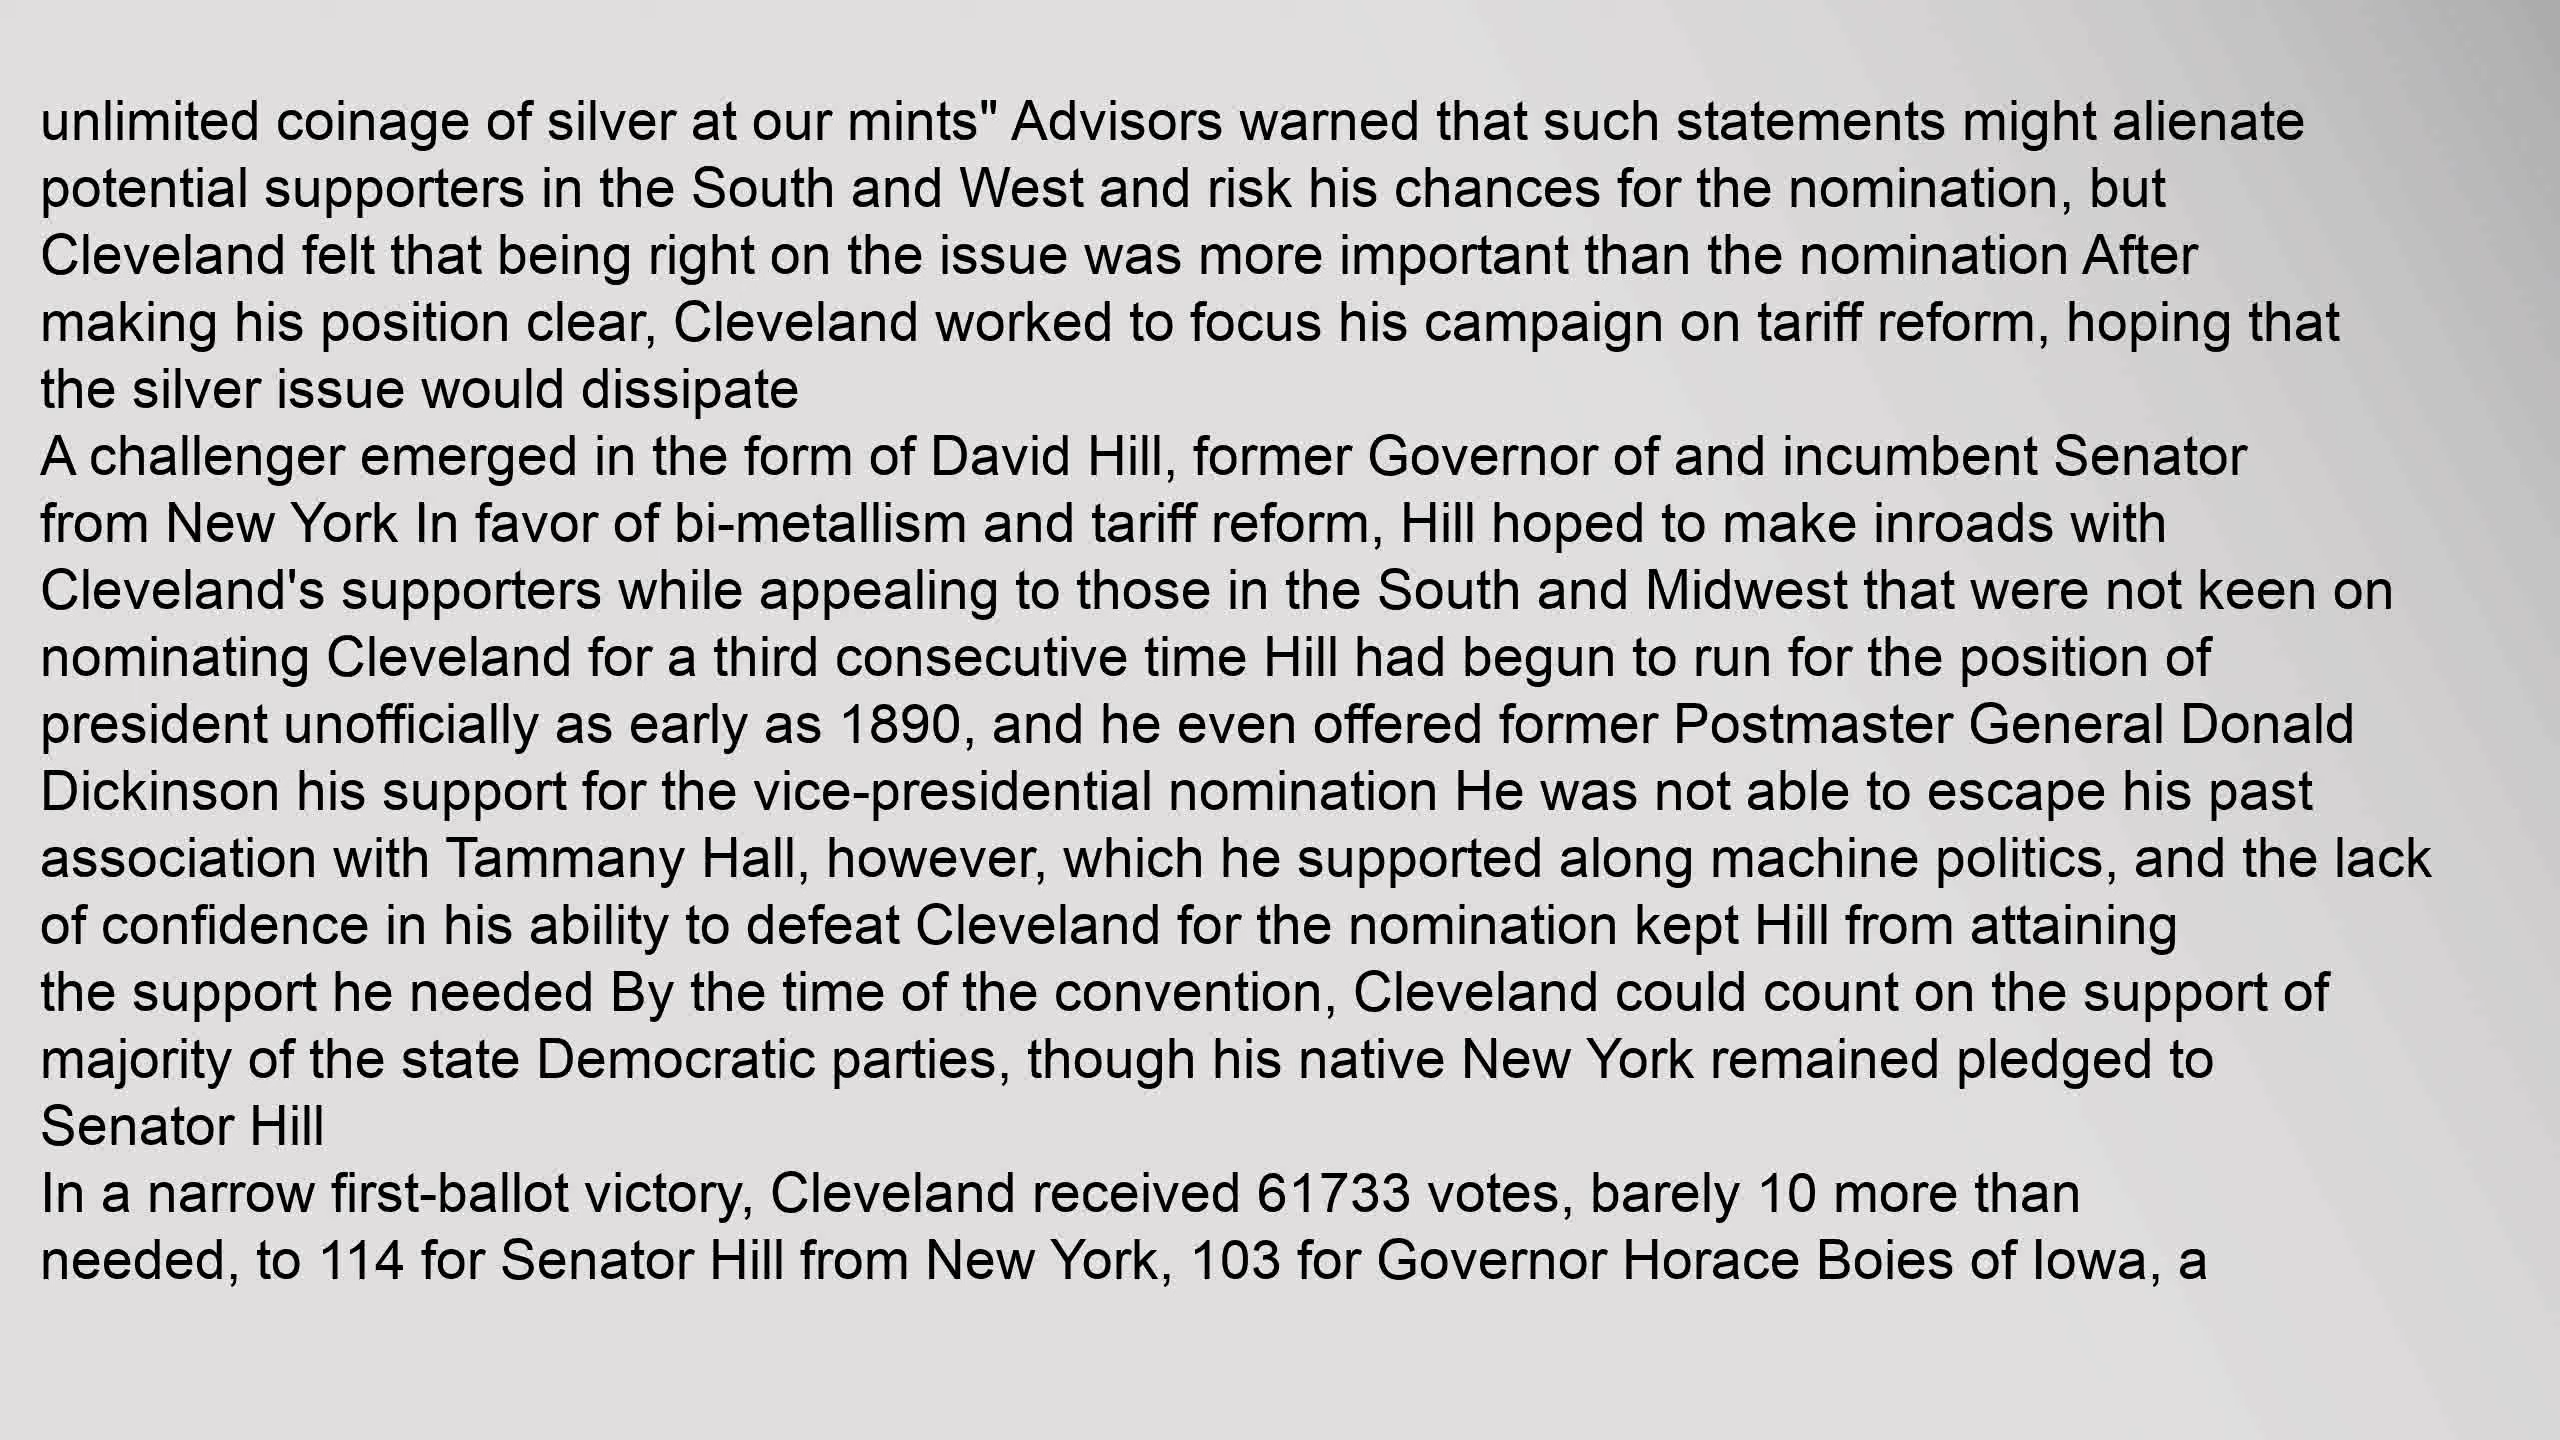 unlimited coinage of silver at our mints" Advisors warned that such statements might alienate
potential supporters in the South and West and risk his chances for the nomination, but
Cleveland felt that being right on the issue was more important than the nomination After
making his position clear, Cleveland worked to focus his campaign on tariff reform, hoping that
the silver issue would dissipate
A challenger emerged in the form of David Hill, former Governor of and incumbent Senator
from New York In favor of bi-metallism and tariff reform, Hill hoped to make inroads with
Cleveland's supporters while appealing to those in the South and Midwest that were not keen on
nominating Cleveland for a third consecutive time Hill had begun to run for the position of
president unofficially as early as 1890, and he even offered former Postmaster General Donald
Dickinson his support for the vice-presidential nomination He was not able to escape his past
association with Tammany Hall, however, which he supported along machine politics, and the lack
of confidence in his ability to defeat Cleveland for the nomination kept Hill from attaining
the support he needed By the time of the convention, Cleveland could count on the support of
majority of the state Democratic parties, though his native New York remained pledged to
Senator Hill
In a narrow first-ballot victory, Cleveland received 61733 votes, barely 10 more than
needed, to 114 for Senator Hill from New York, 103 for Governor Horace Boies of Iowa, a